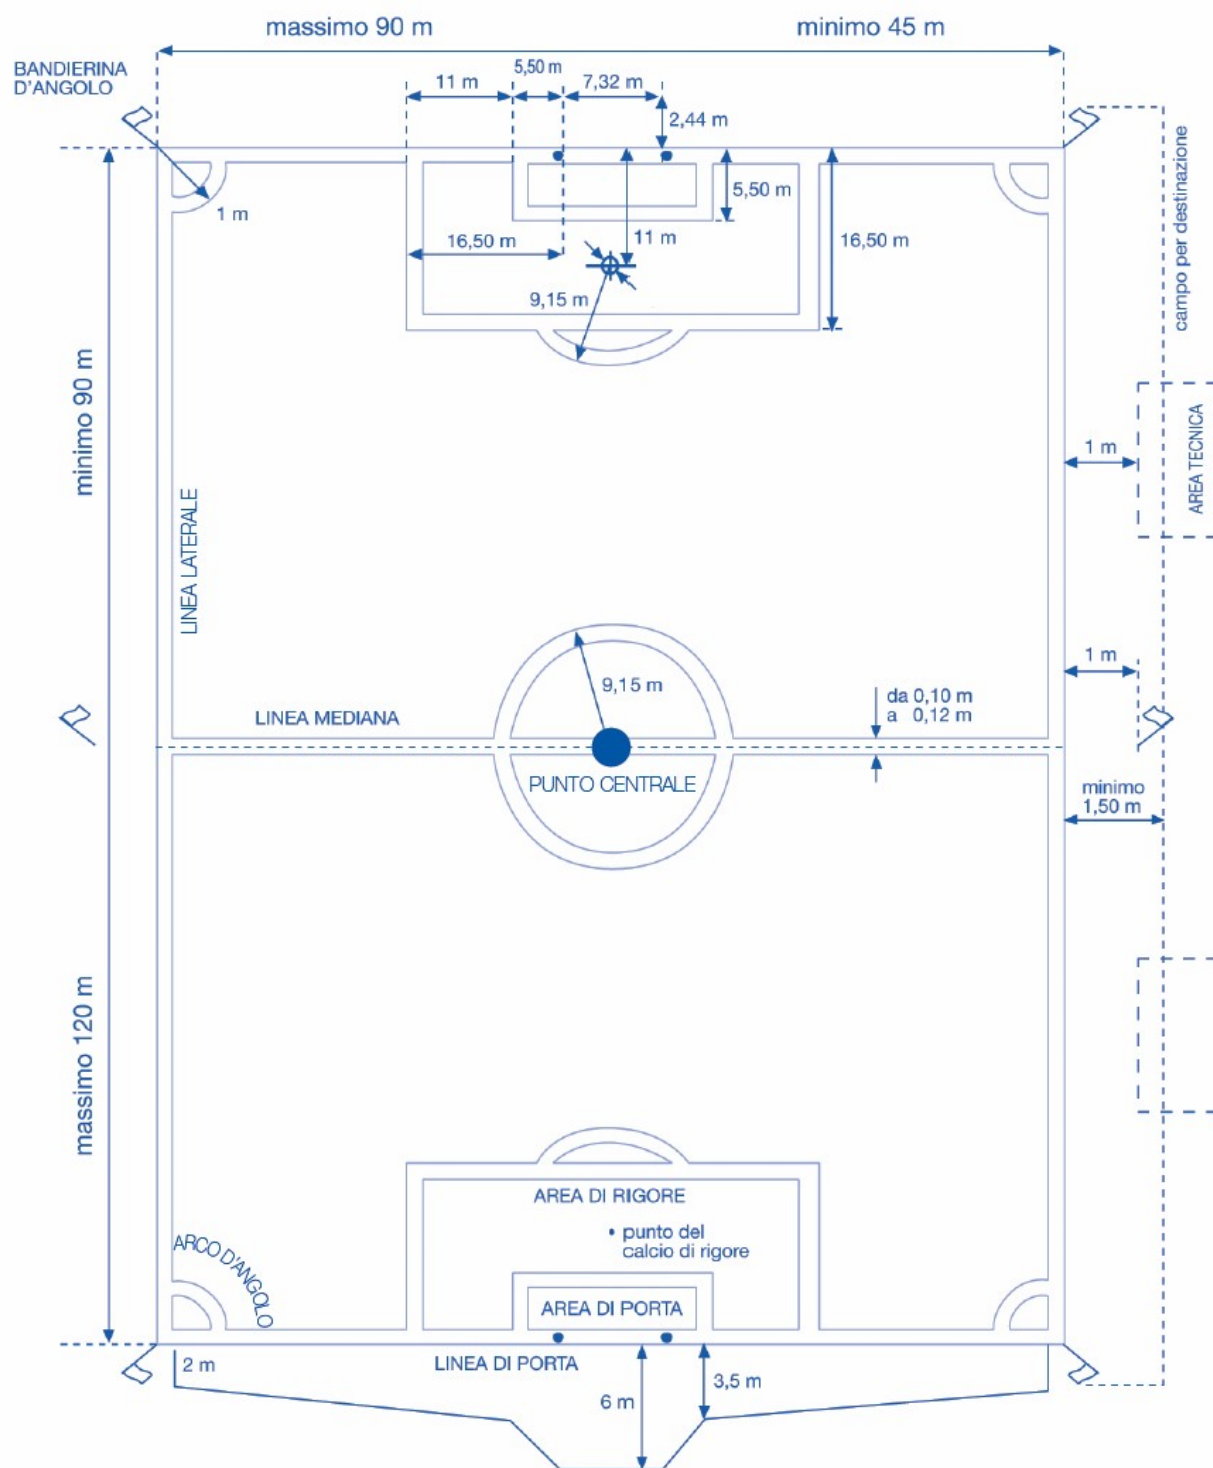 massimo 90 m
minimo 45 m
BANDIERINA
D'ANGOLO
5,50 m
11 m
7,32 m
2,44 m
1 m
5,50 m
16,50 m
11 m
16,50 m
9,15 m
campo per destinazione
minimo 90 m
1 m
AREA TECNICA
LINEA LATERALE
1 m
9,15 m
LINEA MEDIANA
da 0,10 m
a 0,12 m
PUNTO CENTRALE
minimo
1,50 m
massimo 120 m
AREA DI RIGORE
• punto del
calcio di rigore
ARCO D'ANGOLO
AREA DI PORTA
2 m
LINEA DI PORTA
3,5 m
6 m